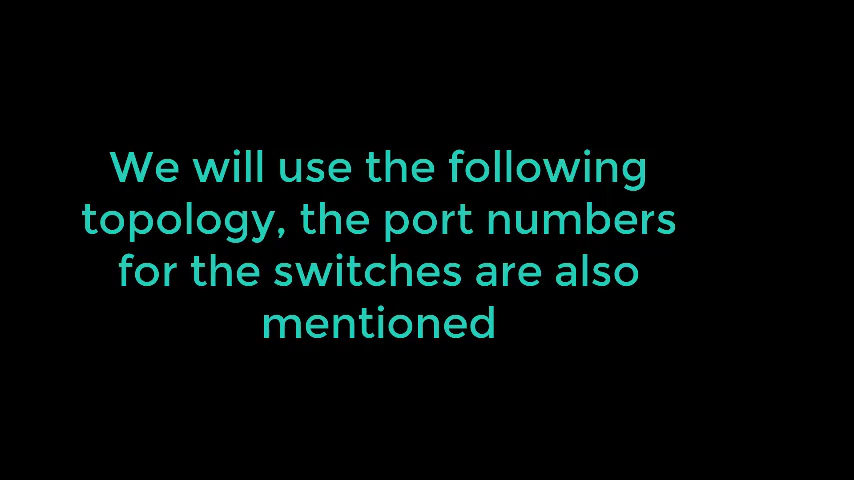 We will use the following
topology, the port numbers
for the switches are also
mentioned